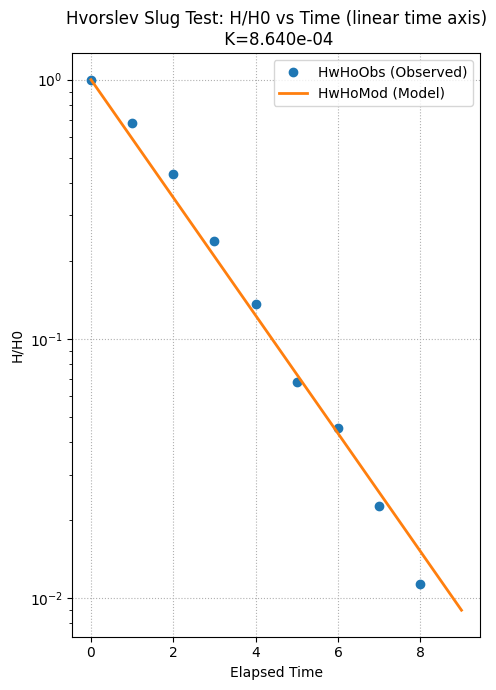 Hvorslev Slug Test: H/H0 vs Time (linear time axis)
K=8.640e-04
HwHoObs (Observed)
HwHoMod (Model)
10⁰
10⁻¹
10⁻²
H/H0
0 2 4 6 8
Elapsed Time